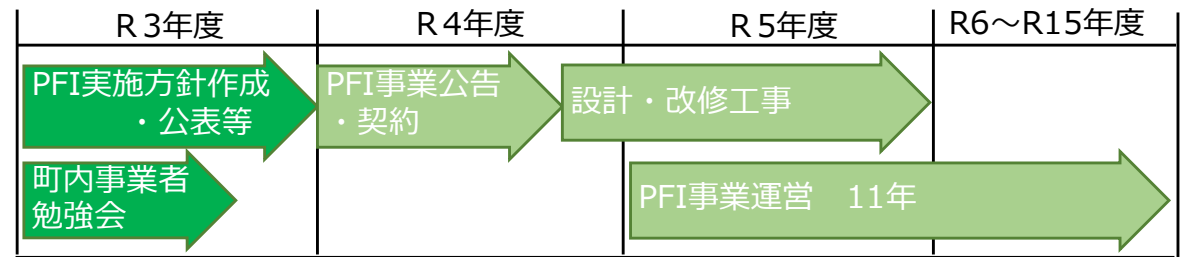 R3年度
R4年度
R5年度
R6~R15年度
PFI実施方針作成
・公表等
PFI事業公告
・契約
設計・改修工事
町内事業者
勉強会
PFI事業運営　11年